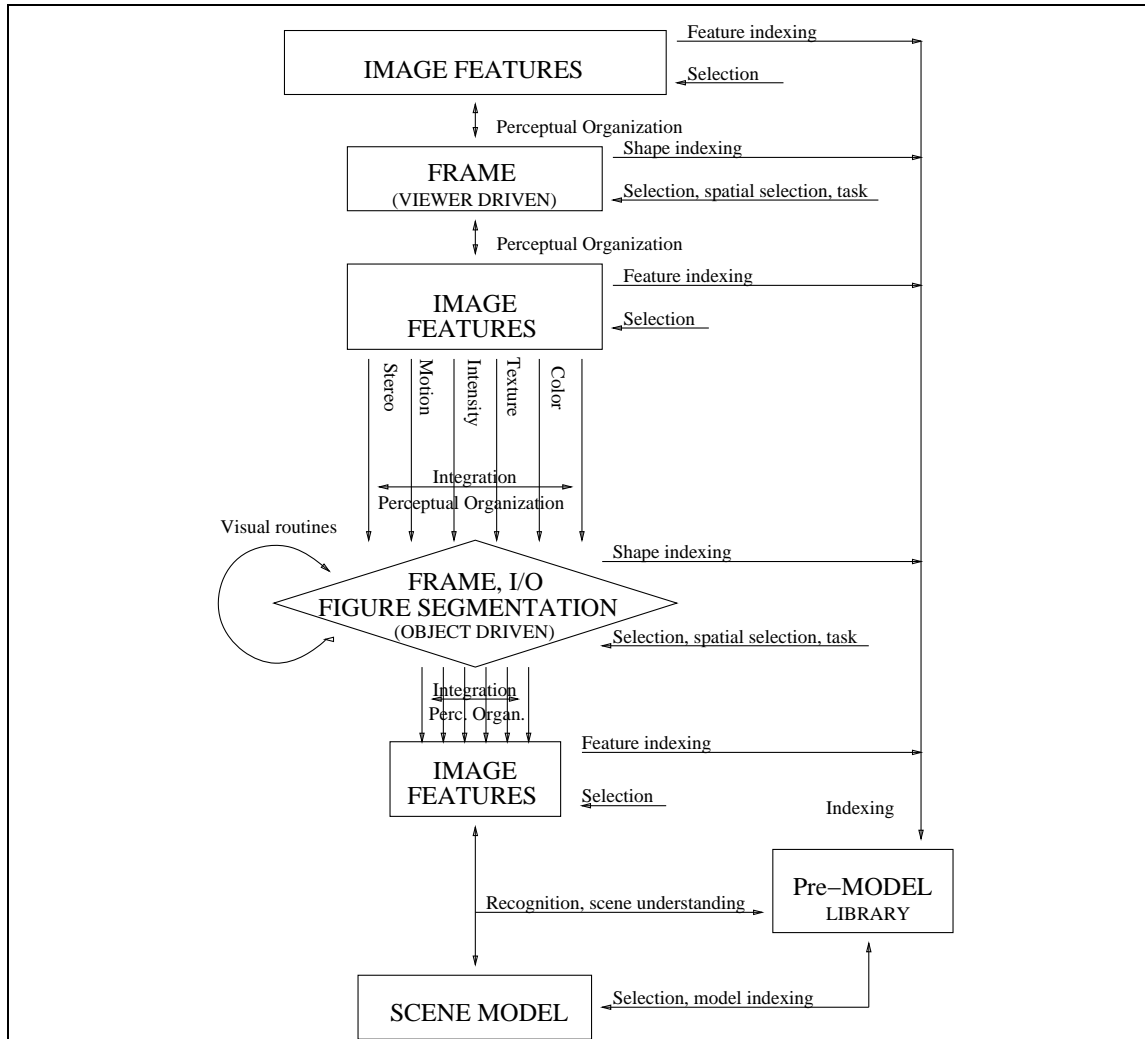 Feature indexing
IMAGE FEATURES
Selection
Perceptual Organization
Shape indexing
FRAME
(VIEWER DRIVEN)
Selection, spatial selection, task
Perceptual Organization
Feature indexing
IMAGE
FEATURES
Selection
Stereo
Motion
Intensity
Texture
Color
Integration
Perceptual Organization
Visual routines
Shape indexing
FRAME, I/O
FIGURE SEGMENTATION
(OBJECT DRIVEN)
Selection, spatial selection, task
Integration
Perc. Organ.
Feature indexing
IMAGE
FEATURES
Selection
Indexing
Pre−MODEL
LIBRARY
Recognition, scene understanding
SCENE MODEL
Selection, model indexing